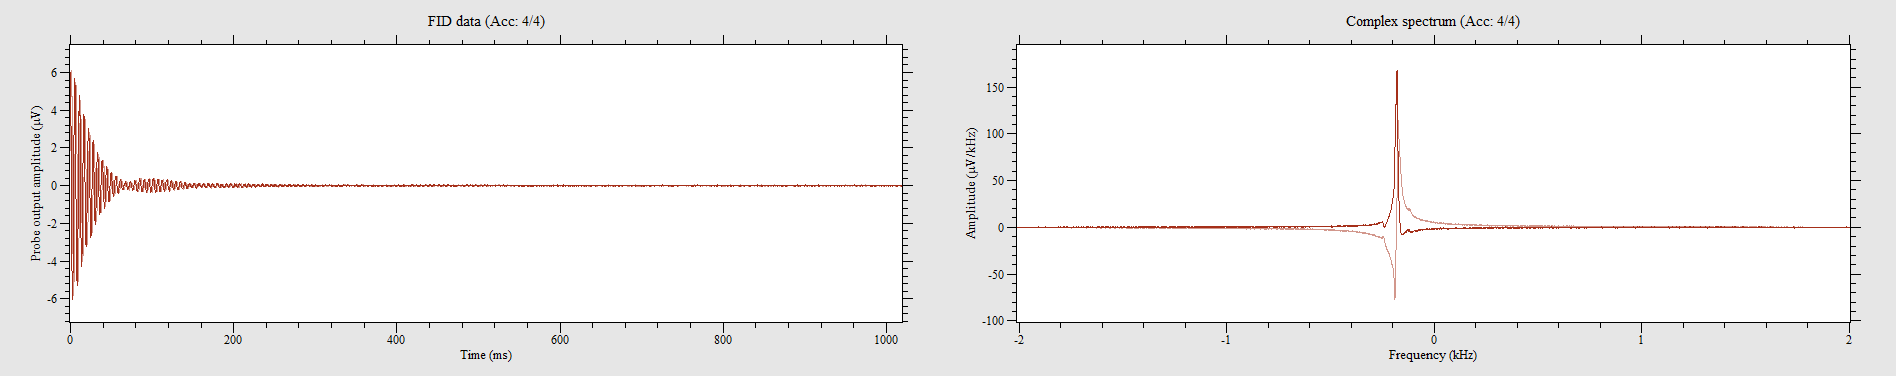 FID data (Acc: 4/4)
6
4
2
0
-2
-4
-6
Probe output amplitude (µV)
0 200 400 600 800 1000
Time (ms)
Complex spectrum (Acc: 4/4)
150
100
50
0
-50
-100
Amplitude (µV/kHz)
-2 -1 0 1 2
Frequency (kHz)